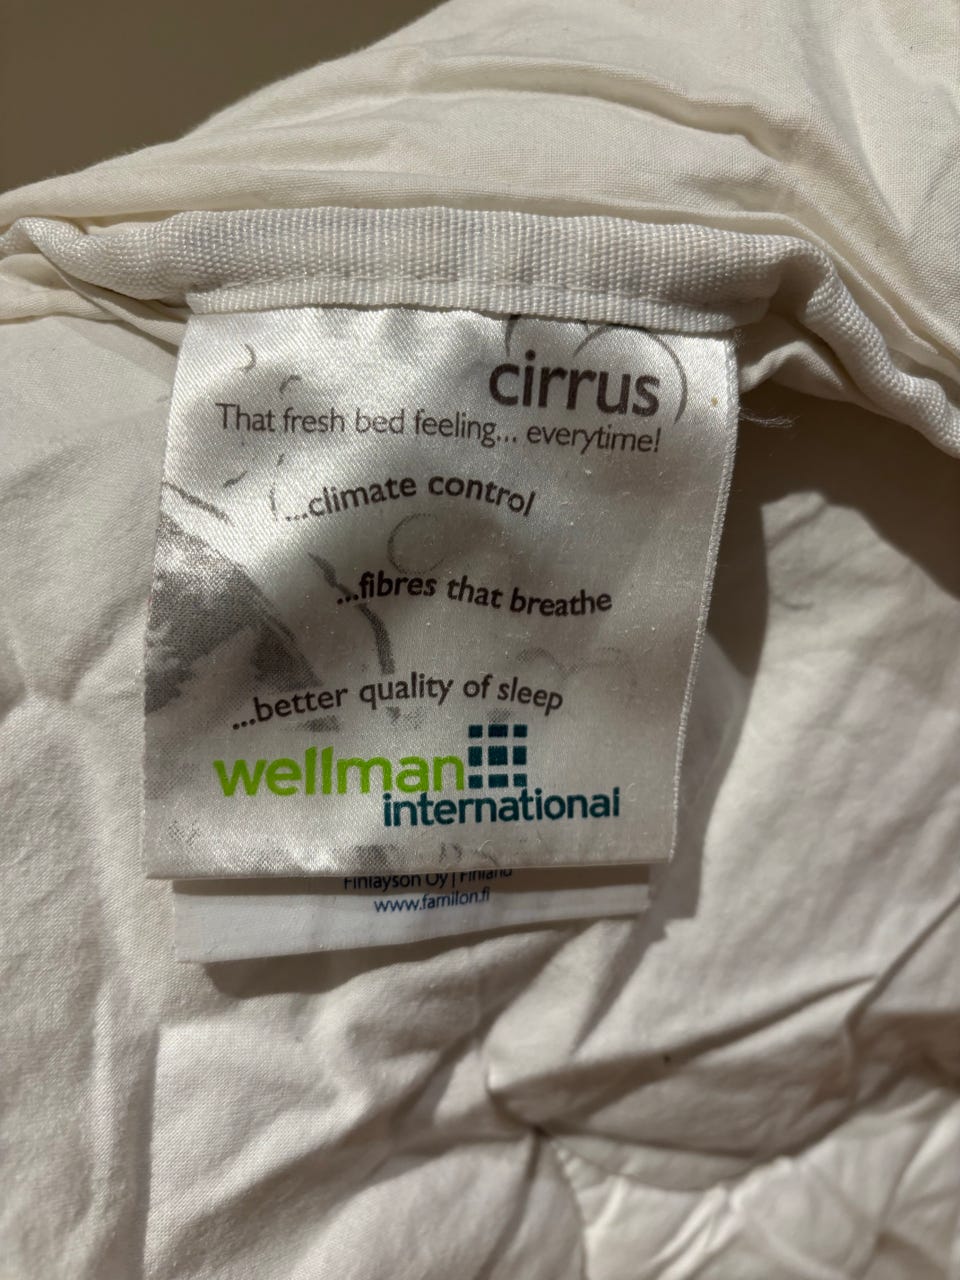 cirrus
That fresh bed feeling... everytime!
...climate control
...fibres that breathe
...better quality of sleep
wellman
international
Finlayson Oy | Finland
www.familon.fi